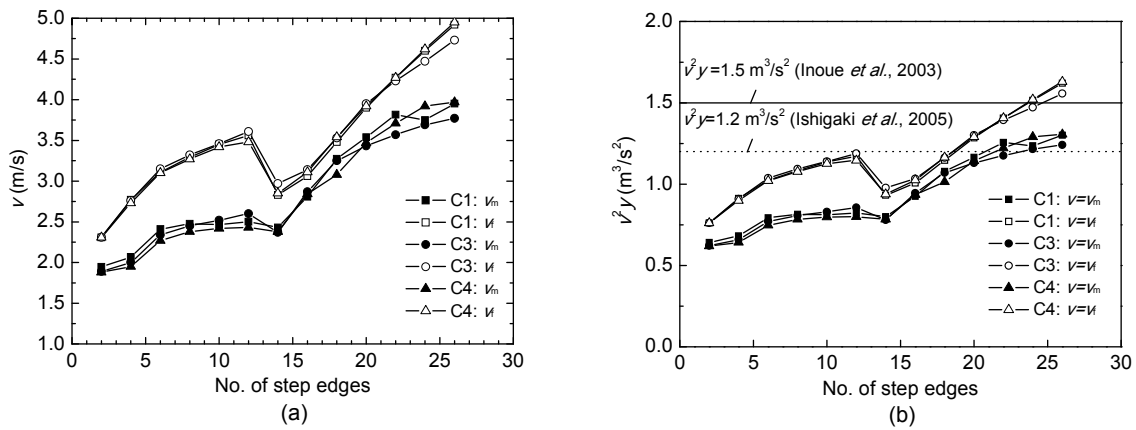 5.0
4.5
4.0
3.5
3.0
2.5
2.0
1.5
1.0
v (m/s)
0 5 10 15 20 25 30
No. of step edges
C1: vm
C1: vf
C3: vm
C3: vf
C4: vm
C4: vf
(a)
2.0
1.5
1.0
0.5
0.0
v²y (m³/s²)
v²y=1.5 m³/s² (Inoue et al., 2003)
v²y=1.2 m³/s² (Ishigaki et al., 2005)
C1: v=vm
C1: v=vf
C3: v=vm
C3: v=vf
C4: v=vm
C4: v=vf
0 5 10 15 20 25 30
No. of step edges
(b)